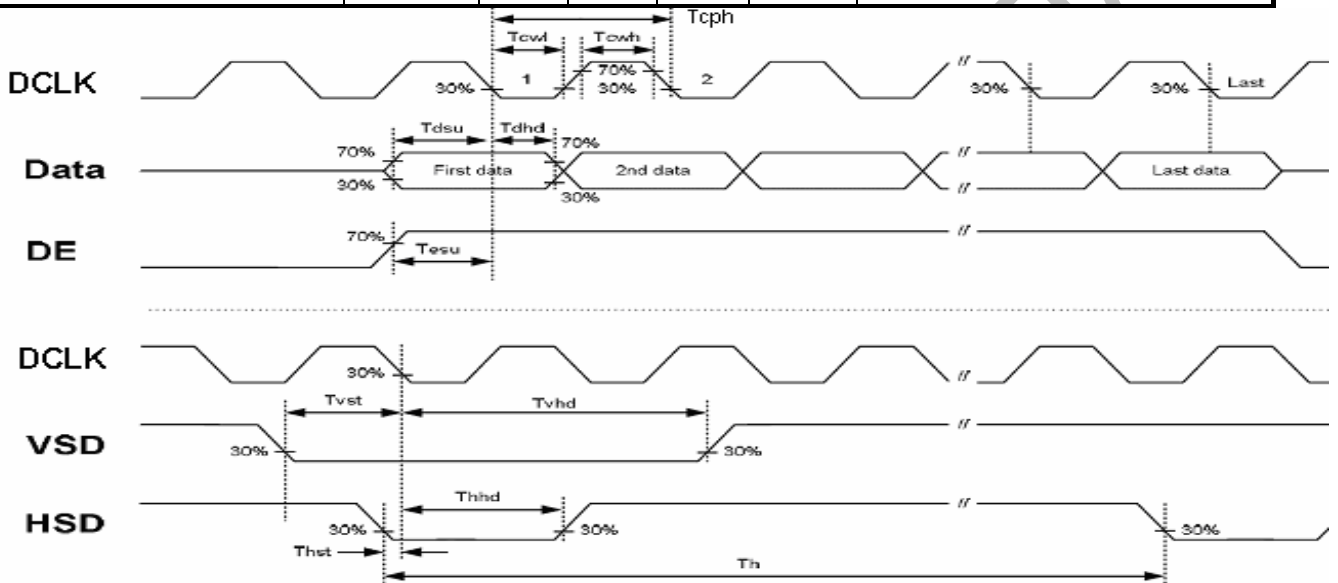 Tcph
Tcwl Tcwh
DCLK 30% 1 70% 30% 2 30% 30% Last
Tdsu Tdhd
Data 70% 30% First data 70% 30% 2nd data Last data
DE 70% Tesu
DCLK 30%
Tvst Tvhd
VSD 30% 30%
Thhd
HSD 30% 30% 30%
Thst
Th